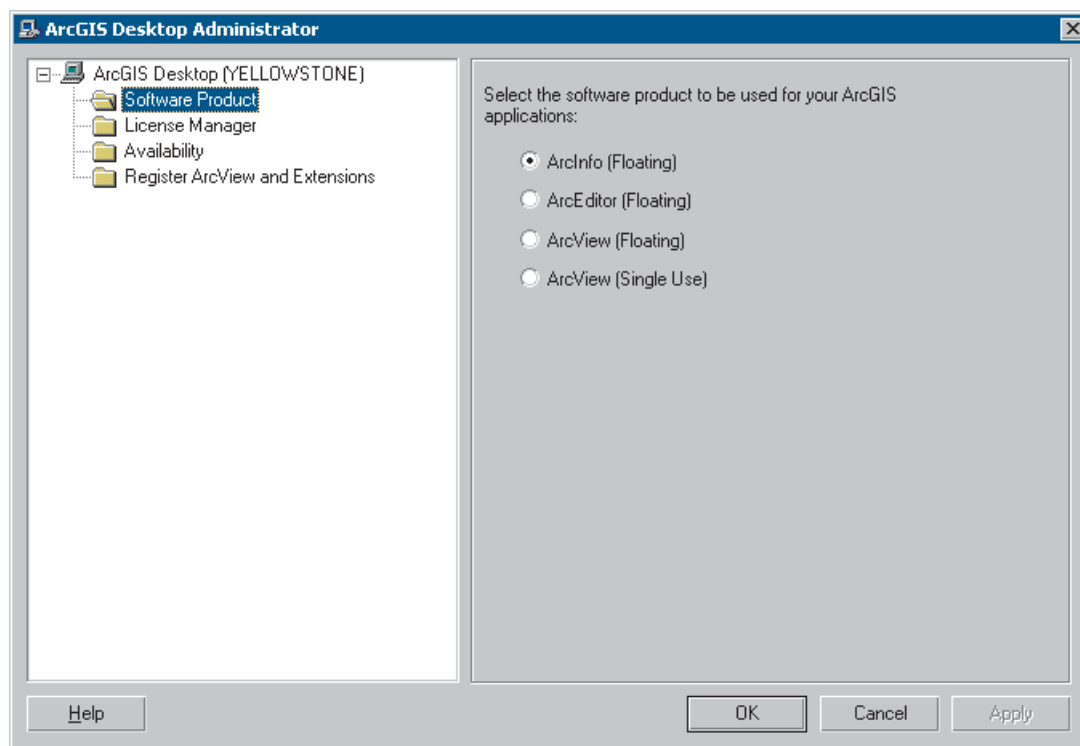 ArcGIS Desktop Administrator
ArcGIS Desktop (YELLOWSTONE)
Software Product
License Manager
Availability
Register ArcView and Extensions
Select the software product to be used for your ArcGIS
applications:
ArcInfo (Floating)
ArcEditor (Floating)
ArcView (Floating)
ArcView (Single Use)
Help
OK
Cancel
Apply